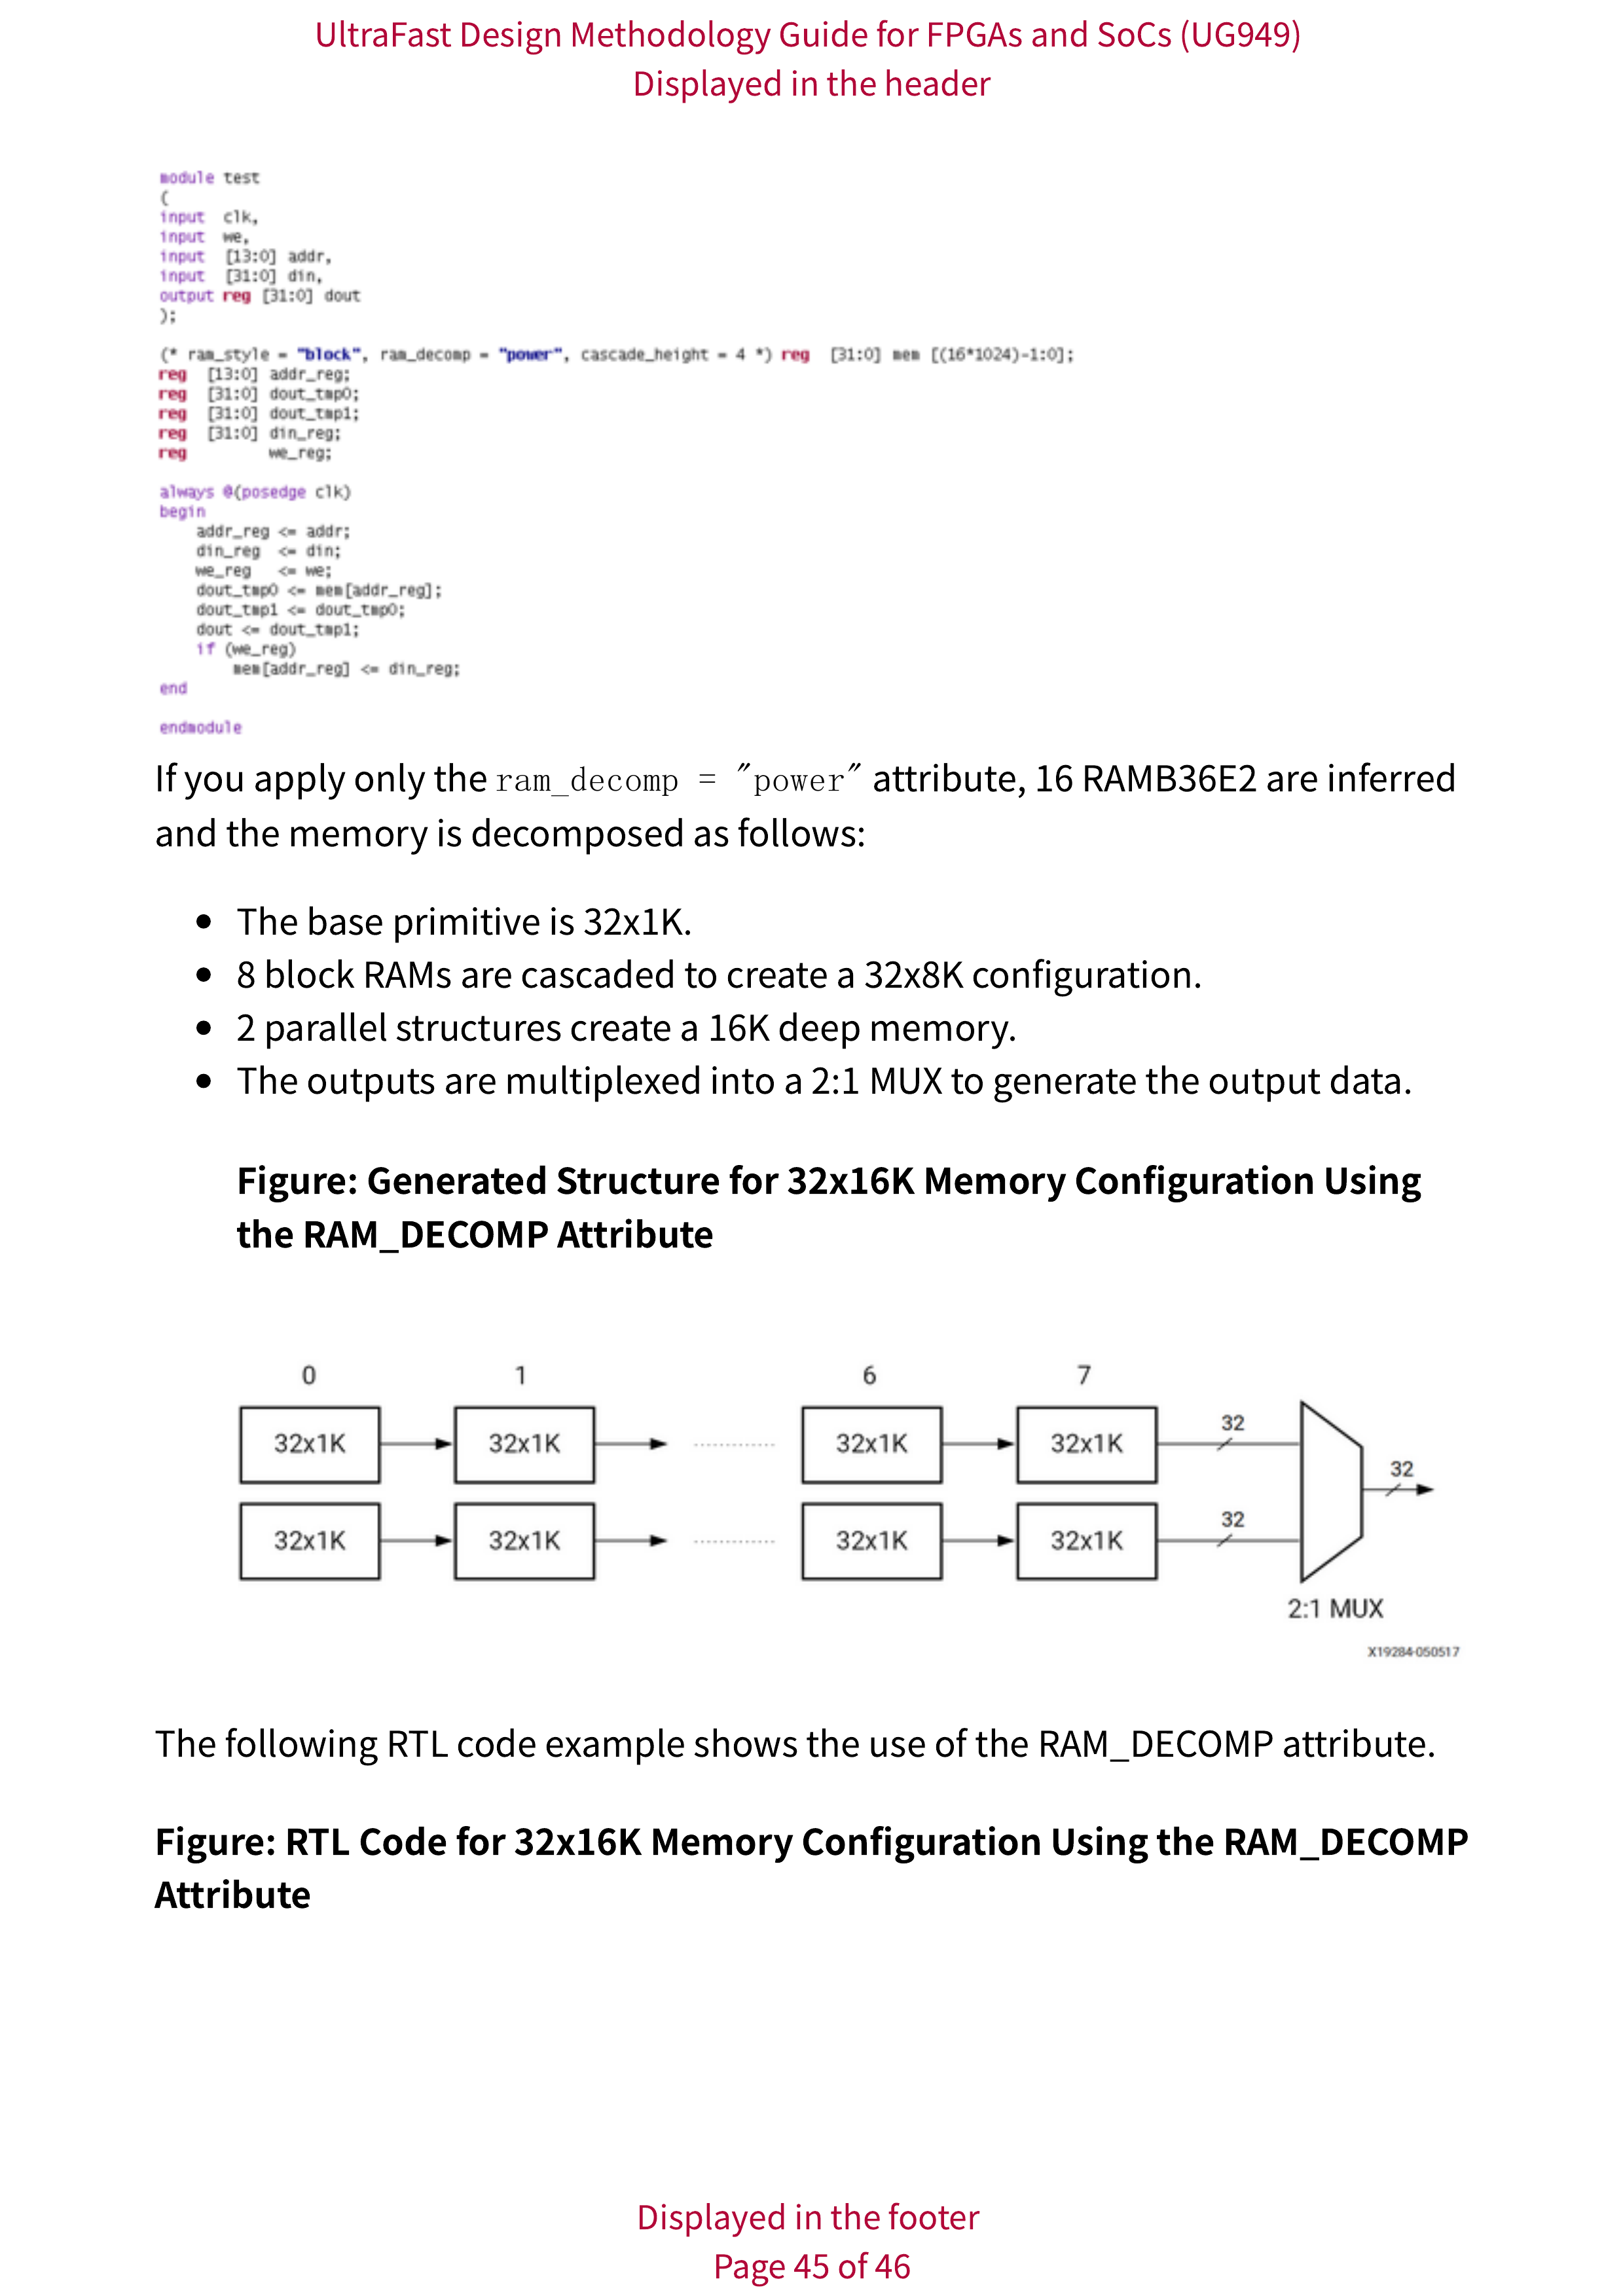 UltraFast Design Methodology Guide for FPGAs and SoCs (UG949)
Displayed in the header
module test
(
input  clk,
input  we,
input  [13:0] addr,
input  [31:0] din,
output reg [31:0] dout
);
(* ram_style = "block", ram_decomp = "power", cascade_height = 4 *) reg  [31:0] mem [(16*1024)-1:0];
reg  [13:0] addr_reg;
reg  [31:0] dout_tmp0;
reg  [31:0] dout_tmp1;
reg  [31:0] din_reg;
reg         we_reg;
always @(posedge clk)
begin
    addr_reg <= addr;
    din_reg  <= din;
    we_reg   <= we;
    dout_tmp0 <= mem[addr_reg];
    dout_tmp1 <= dout_tmp0;
    dout <= dout_tmp1;
    if (we_reg)
        mem[addr_reg] <= din_reg;
end
endmodule
If you apply only the ram_decomp = "power" attribute, 16 RAMB36E2 are inferred
and the memory is decomposed as follows:
• The base primitive is 32x1K.
• 8 block RAMs are cascaded to create a 32x8K configuration.
• 2 parallel structures create a 16K deep memory.
• The outputs are multiplexed into a 2:1 MUX to generate the output data.
Figure: Generated Structure for 32x16K Memory Configuration Using
the RAM_DECOMP Attribute
0 1 6 7
32x1K 32x1K 32x1K 32x1K 32
32
32x1K 32x1K 32x1K 32x1K 32
2:1 MUX
X19284-050517
The following RTL code example shows the use of the RAM_DECOMP attribute.
Figure: RTL Code for 32x16K Memory Configuration Using the RAM_DECOMP
Attribute
Displayed in the footer
Page 45 of 46